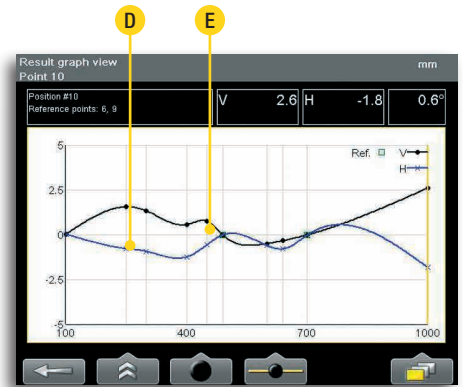 D E
Result graph view mm
Point 10
Position #10
Reference points: 6, 9
V 2.6 H -1.8 0.6°
Ref. V
H
5
2.5
0
-2.5
-5
100 400 700 1000